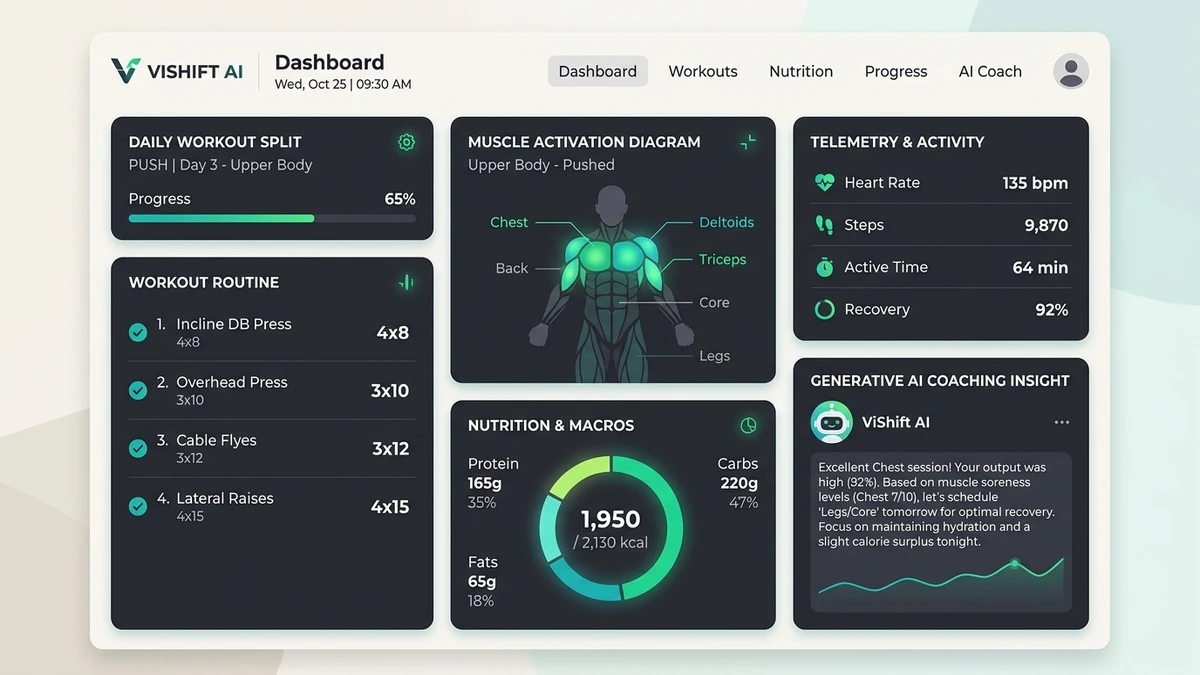 VISHIFT AI
Dashboard
Wed, Oct 25 | 09:30 AM
Dashboard
Workouts
Nutrition
Progress
AI Coach
DAILY WORKOUT SPLIT
PUSH | Day 3 - Upper Body
Progress
65%
WORKOUT ROUTINE
1. Incline DB Press
4x8
4x8
2. Overhead Press
3x10
3x10
3. Cable Flyes
3x12
3x12
4. Lateral Raises
4x15
4x15
MUSCLE ACTIVATION DIAGRAM
Upper Body - Pushed
Chest
Deltoids
Triceps
Back
Core
Legs
NUTRITION & MACROS
Protein
165g
35%
Carbs
220g
47%
1,950
/ 2,130 kcal
Fats
65g
18%
TELEMETRY & ACTIVITY
Heart Rate
135 bpm
Steps
9,870
Active Time
64 min
Recovery
92%
GENERATIVE AI COACHING INSIGHT
ViShift AI
Excellent Chest session! Your output was
high (92%). Based on muscle soreness
levels (Chest 7/10), let's schedule
'Legs/Core' tomorrow for optimal recovery.
Focus on maintaining hydration and a
slight calorie surplus tonight.